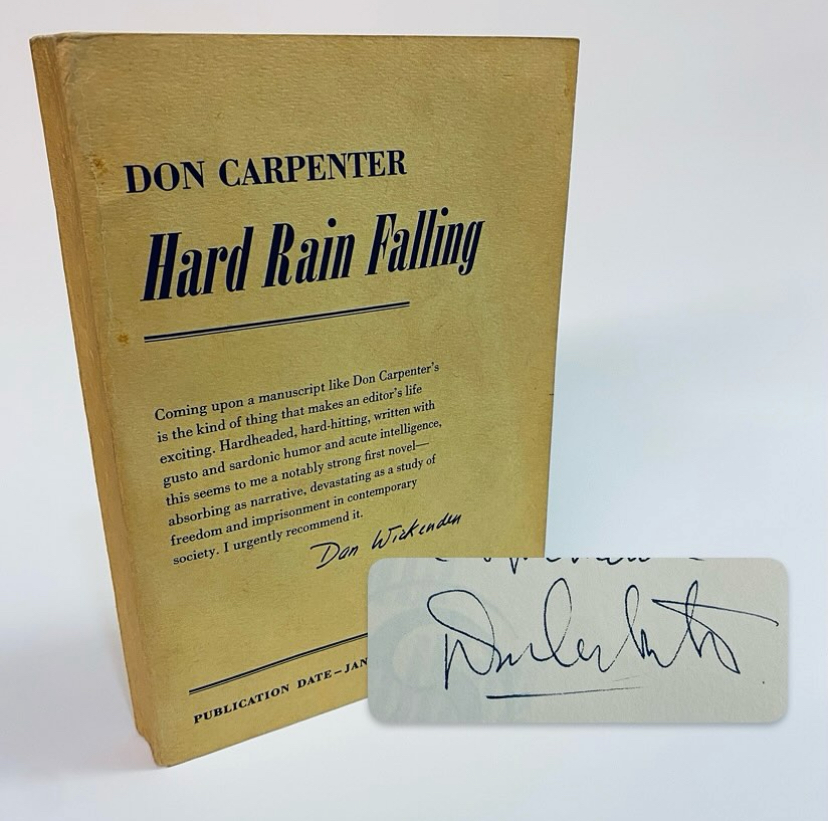 DON CARPENTER
Hard Rain Falling
Coming upon a manuscript like Don Carpenter's
is the kind of thing that makes an editor's life
exciting. Hardheaded, hard-hitting, written with
gusto and sardonic humor and acute intelligence,
this seems to me a notably strong first novel—
absorbing as narrative, devastating as a study of
freedom and imprisonment in contemporary
society. I urgently recommend it.
Dan Wickenden
PUBLICATION DATE–JAN